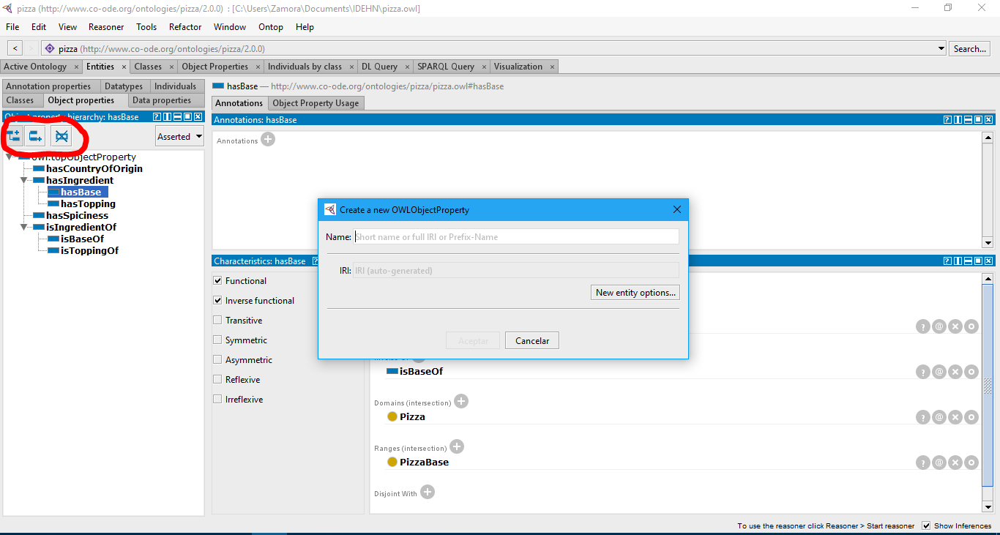 pizza (http://www.co-ode.org/ontologies/pizza/2.0.0) : [C:\Users\Zamora\Documents\IDEHN\pizza.owl]
File Edit View Reasoner Tools Refactor Window Ontop Help
< > pizza (http://www.co-ode.org/ontologies/pizza/2.0.0) Search...
Active Ontology × Entities × Classes × Object Properties × Individuals by class × DL Query × SPARQL Query × Visualization ×
Annotation properties Datatypes Individuals
Classes Object properties Data properties
Object property hierarchy: hasBase
Asserted
owl:topObjectProperty
hasCountryOfOrigin
hasIngredient
hasBase
hasTopping
hasSpiciness
isIngredientOf
isBaseOf
isToppingOf
hasBase — http://www.co-ode.org/ontologies/pizza/pizza.owl#hasBase
Annotations Object Property Usage
Annotations: hasBase
Annotations
Create a new OWLObjectProperty
Name: Short name or full IRI or Prefix-Name
IRI: IRI (auto-generated)
New entity options...
Aceptar Cancelar
Characteristics: hasBase
Functional
Inverse functional
Transitive
Symmetric
Asymmetric
Reflexive
Irreflexive
isBaseOf
Domains (intersection)
Pizza
Ranges (intersection)
PizzaBase
Disjoint With
To use the reasoner click Reasoner > Start reasoner Show Inferences